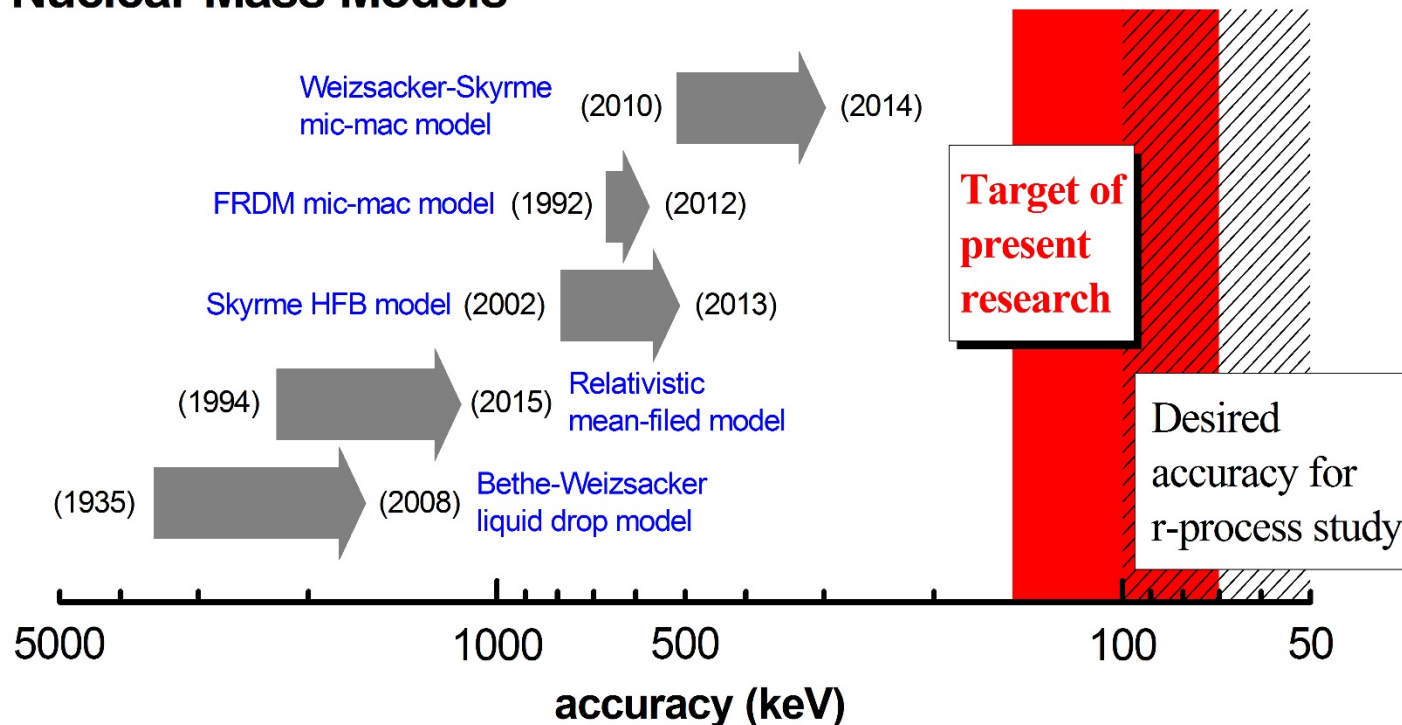 Nuclear Mass Models
Weizsacker-Skyrme
mic-mac model
(2010)
(2014)
FRDM mic-mac model
(1992)
(2012)
Target of
present
research
Skyrme HFB model
(2002)
(2013)
(1994)
(2015)
Relativistic
mean-filed model
Desired
accuracy for
r-process study
(1935)
(2008)
Bethe-Weizsacker
liquid drop model
5000
1000
500
100
50
accuracy (keV)